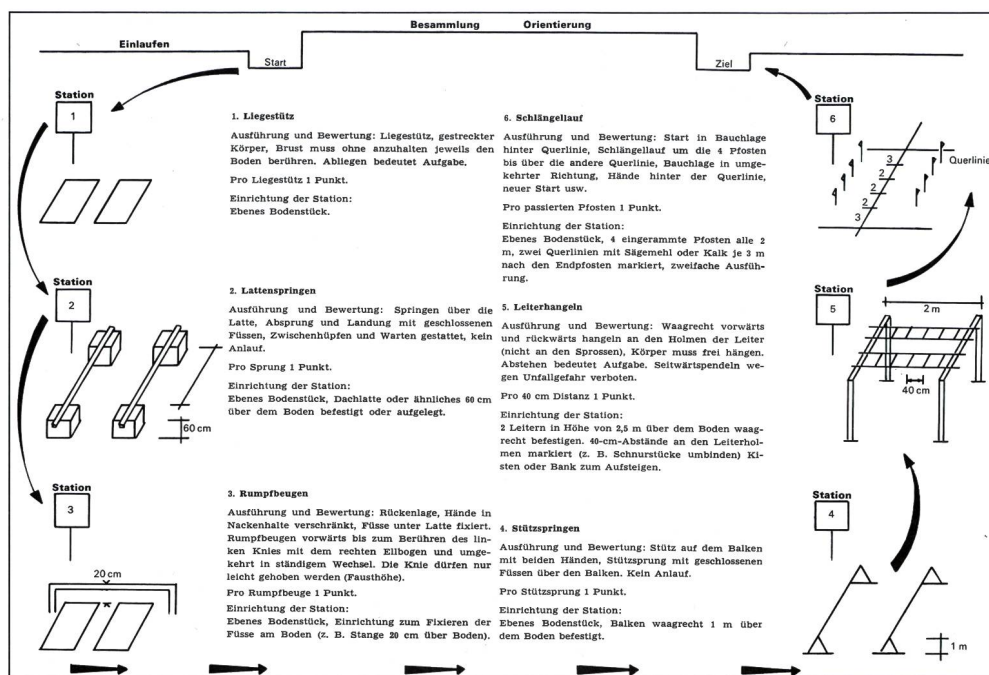 Besammlung Orientierung
Einlaufen
Start
Ziel
Station
1
1. Liegestütz
Ausführung und Bewertung: Liegestütz, gestreckter
Körper, Brust muss ohne anzuhalten jeweils den
Boden berühren. Abliegen bedeutet Aufgabe.
Pro Liegestütz 1 Punkt.
Einrichtung der Station:
Ebenes Bodenstück.
Station
2
60 cm
2. Lattenspringen
Ausführung und Bewertung: Springen über die
Latte, Absprung und Landung mit geschlossenen
Füssen, Zwischenhüpfen und Warten gestattet, kein
Anlauf.
Pro Sprung 1 Punkt.
Einrichtung der Station:
Ebenes Bodenstück, Dachlatte oder ähnliches 60 cm
über dem Boden befestigt oder aufgelegt.
Station
3
20 cm
3. Rumpfbeugen
Ausführung und Bewertung: Rückenlage, Hände in
Nackenhalte verschränkt, Füsse unter Latte fixiert.
Rumpfbeugen vorwärts bis zum Berühren des lin-
ken Knies mit dem rechten Ellbogen und umge-
kehrt in ständigem Wechsel. Die Knie dürfen nur
leicht gehoben werden (Fausthöhe).
Pro Rumpfbeuge 1 Punkt.
Einrichtung der Station:
Ebenes Bodenstück, Einrichtung zum Fixieren der
Füsse am Boden (z. B. Stange 20 cm über Boden).
6. Schlängellauf
Ausführung und Bewertung: Start in Bauchlage
hinter Querlinie, Schlängellauf um die 4 Pfosten
bis über die andere Querlinie, Bauchlage in umge-
kehrter Richtung, Hände hinter der Querlinie,
neuer Start usw.
Pro passierten Pfosten 1 Punkt.
Einrichtung der Station:
Ebenes Bodenstück, 4 eingerammte Pfosten alle 2
m, zwei Querlinien mit Sägemehl oder Kalk je 3 m
nach den Endpfosten markiert, zweifache Ausfüh-
rung.
Station
6
Querlinie
3
2
2
2
3
5. Leiterhangeln
Ausführung und Bewertung: Waagrecht vorwärts
und rückwärts hangeln an den Holmen der Leiter
(nicht an den Sprossen), Körper muss frei hängen.
Abstehen bedeutet Aufgabe. Seitwärtspendeln we-
gen Unfallgefahr verboten.
Pro 40 cm Distanz 1 Punkt.
Einrichtung der Station:
2 Leitern in Höhe von 2,5 m über dem Boden waag-
recht befestigen. 40-cm-Abstände an den Leiterhol-
men markiert (z. B. Schnurstücke umbinden) Ki-
sten oder Bank zum Aufsteigen.
Station
5
2 m
40 cm
4. Stützspringen
Ausführung und Bewertung: Stütz auf dem Balken
mit beiden Händen, Stützsprung mit geschlossenen
Füssen über den Balken. Kein Anlauf.
Pro Stützsprung 1 Punkt.
Einrichtung der Station:
Ebenes Bodenstück, Balken waagrecht 1 m über
dem Boden befestigt.
Station
4
1 m